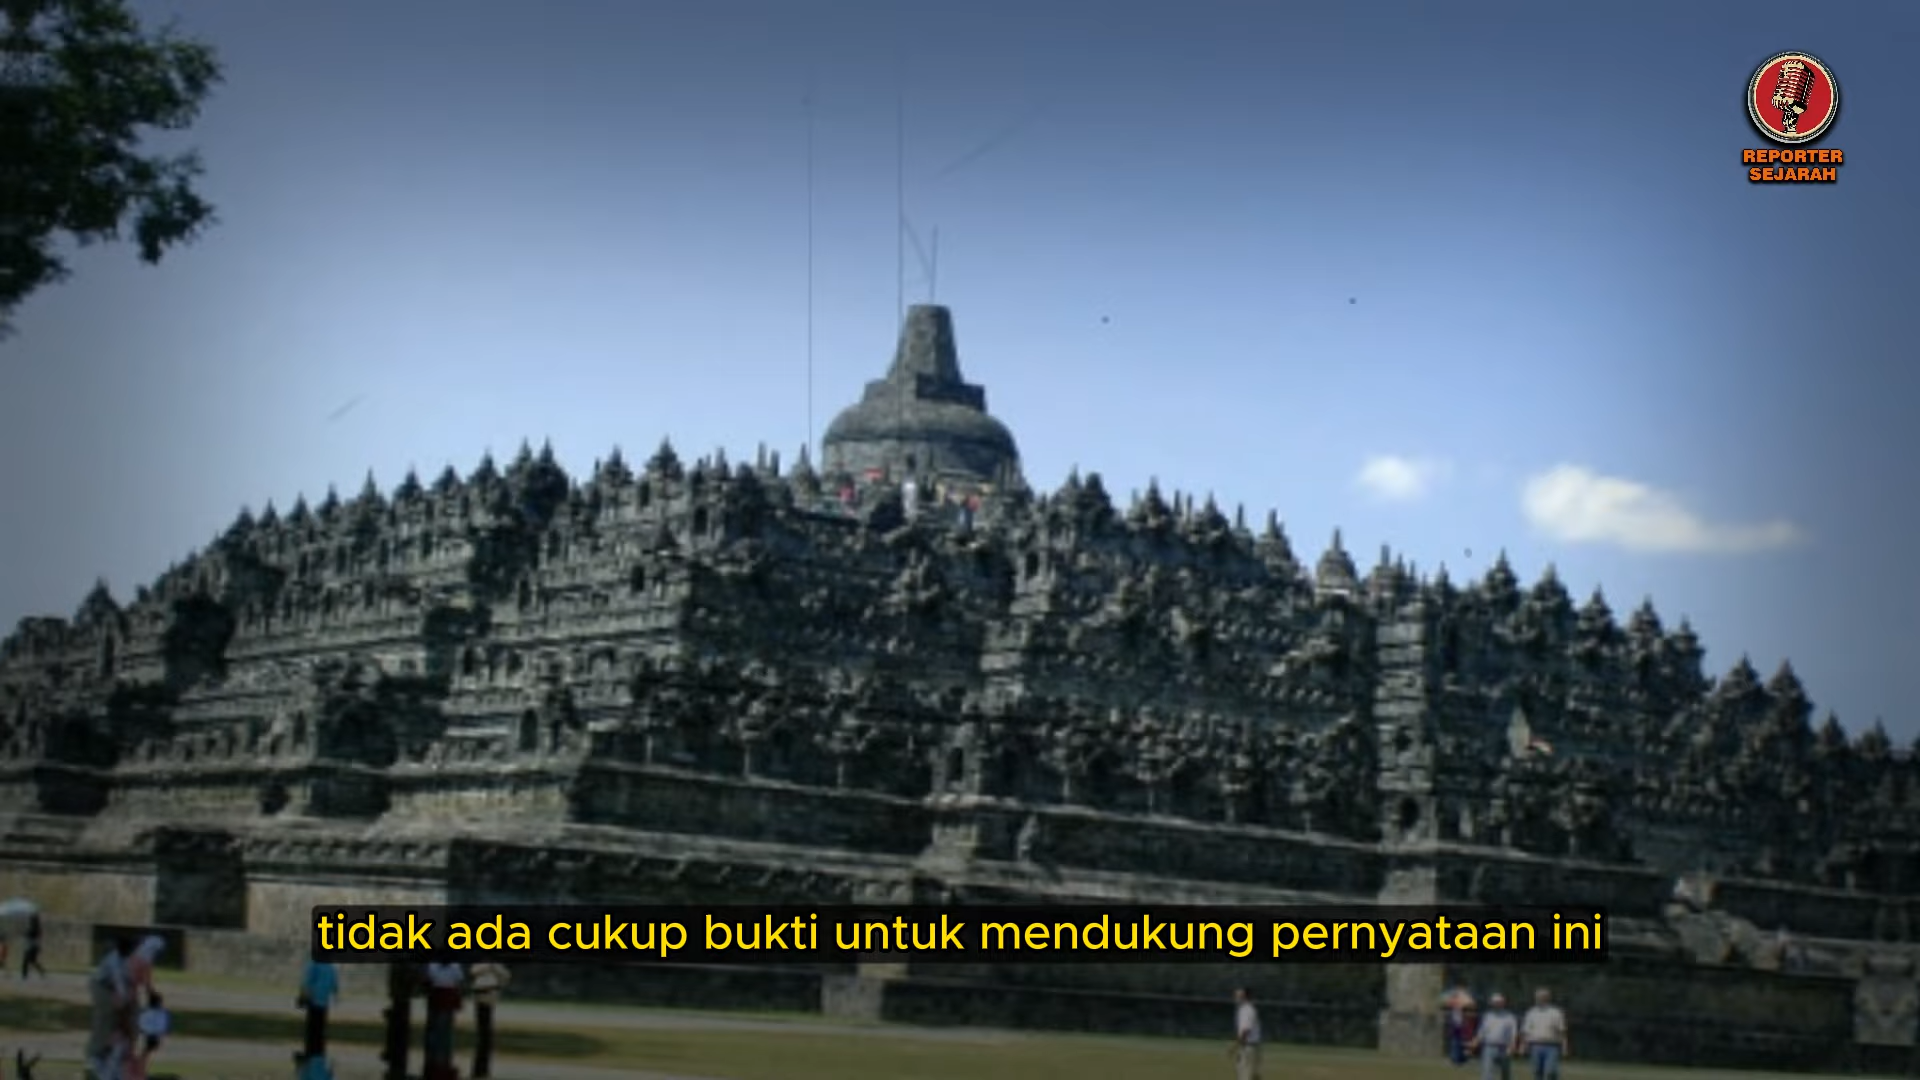 REPORTER
SEJARAH
tidak ada cukup bukti untuk mendukung pernyataan ini